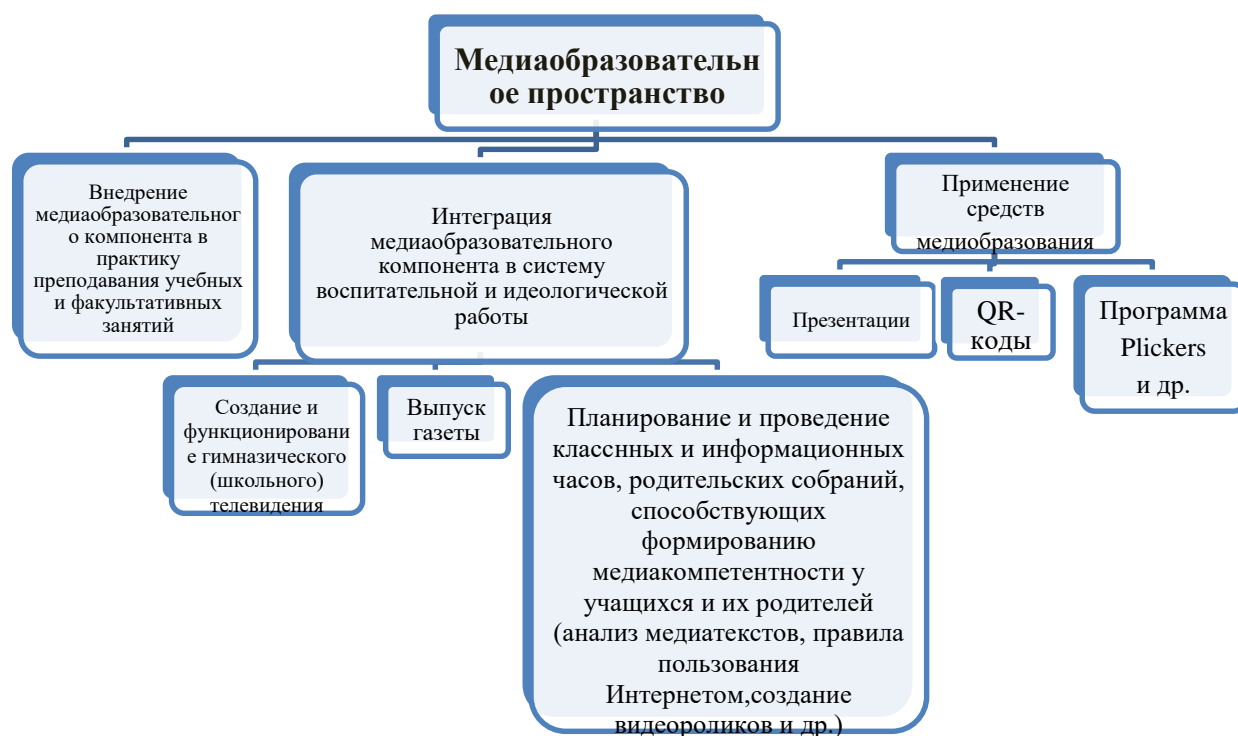 Медиаобразовательн
ое пространство
Внедрение
медиаобразовательног
о компонента в
практику
преподавания учебных
и факультативных
занятий
Интеграция
медиаобразовательного
компонента в систему
воспитательной и идеологической
работы
Применение
средств
медиобразования
Создание и
функционировани
е гимназического
(школьного)
телевидения
Выпуск
газеты
Планирование и проведение
класснных и информационных
часов, родительских собраний,
способствующих
формированию
медиакомпетентности у
учащихся и их родителей
(анализ медиатекстов, правила
пользования
Интернетом,создание
видеороликов и др.)
Презентации
QR-
коды
Программа
Plickers
и др.